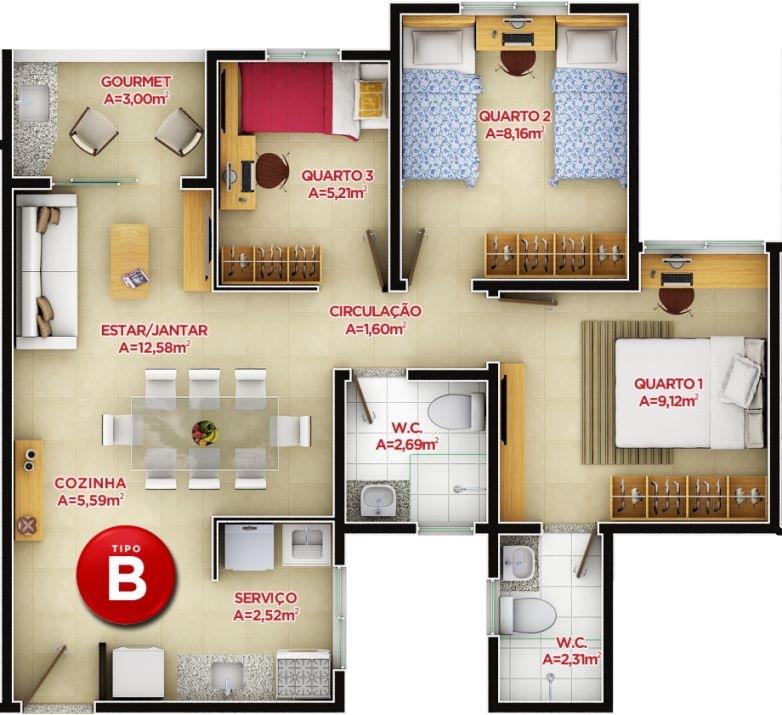 GOURMET
A=3,00m²
QUARTO 2
A=8,16m²
QUARTO 3
A=5,21m²
CIRCULAÇÃO
A=1,60m²
ESTAR/JANTAR
A=12,58m²
QUARTO 1
A=9,12m²
W.C.
A=2,69m²
COZINHA
A=5,59m²
TIPO
B
SERVIÇO
A=2,52m²
W.C.
A=2,31m²